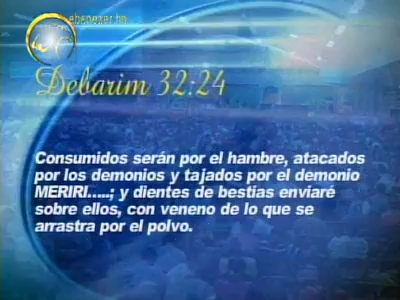 ebenezer.hn
Debarim 32:24
Consumidos serán por el hambre, atacados
por los demonios y tajados por el demonio
MERIRI.....; y dientes de bestias enviaré
sobre ellos, con veneno de lo que se
arrastra por el polvo.